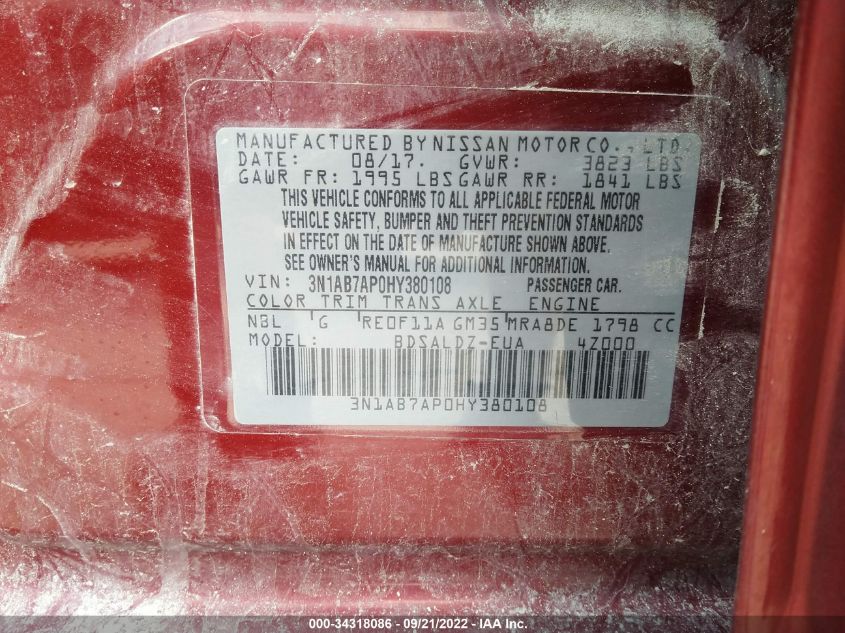 MANUFACTURED BY NISSAN MOTOR CO., LTD.
DATE: 08/17. GVWR: 3823 LBS
GAWR FR: 1995 LBS GAWR RR: 1841 LBS
THIS VEHICLE CONFORMS TO ALL APPLICABLE FEDERAL MOTOR
VEHICLE SAFETY, BUMPER AND THEFT PREVENTION STANDARDS
IN EFFECT ON THE DATE OF MANUFACTURE SHOWN ABOVE.
SEE OWNER'S MANUAL FOR ADDITIONAL INFORMATION.
VIN: 3N1AB7AP0HY380108 PASSENGER CAR.
COLOR TRIM TRANS AXLE ENGINE
NBL G RE0F11A GM35 MRA8DE 1798 CC
MODEL: BDSALDZ-EUA 4Z000
3N1AB7AP0HY380108
000-34318086 - 09/21/2022 - IAA Inc.